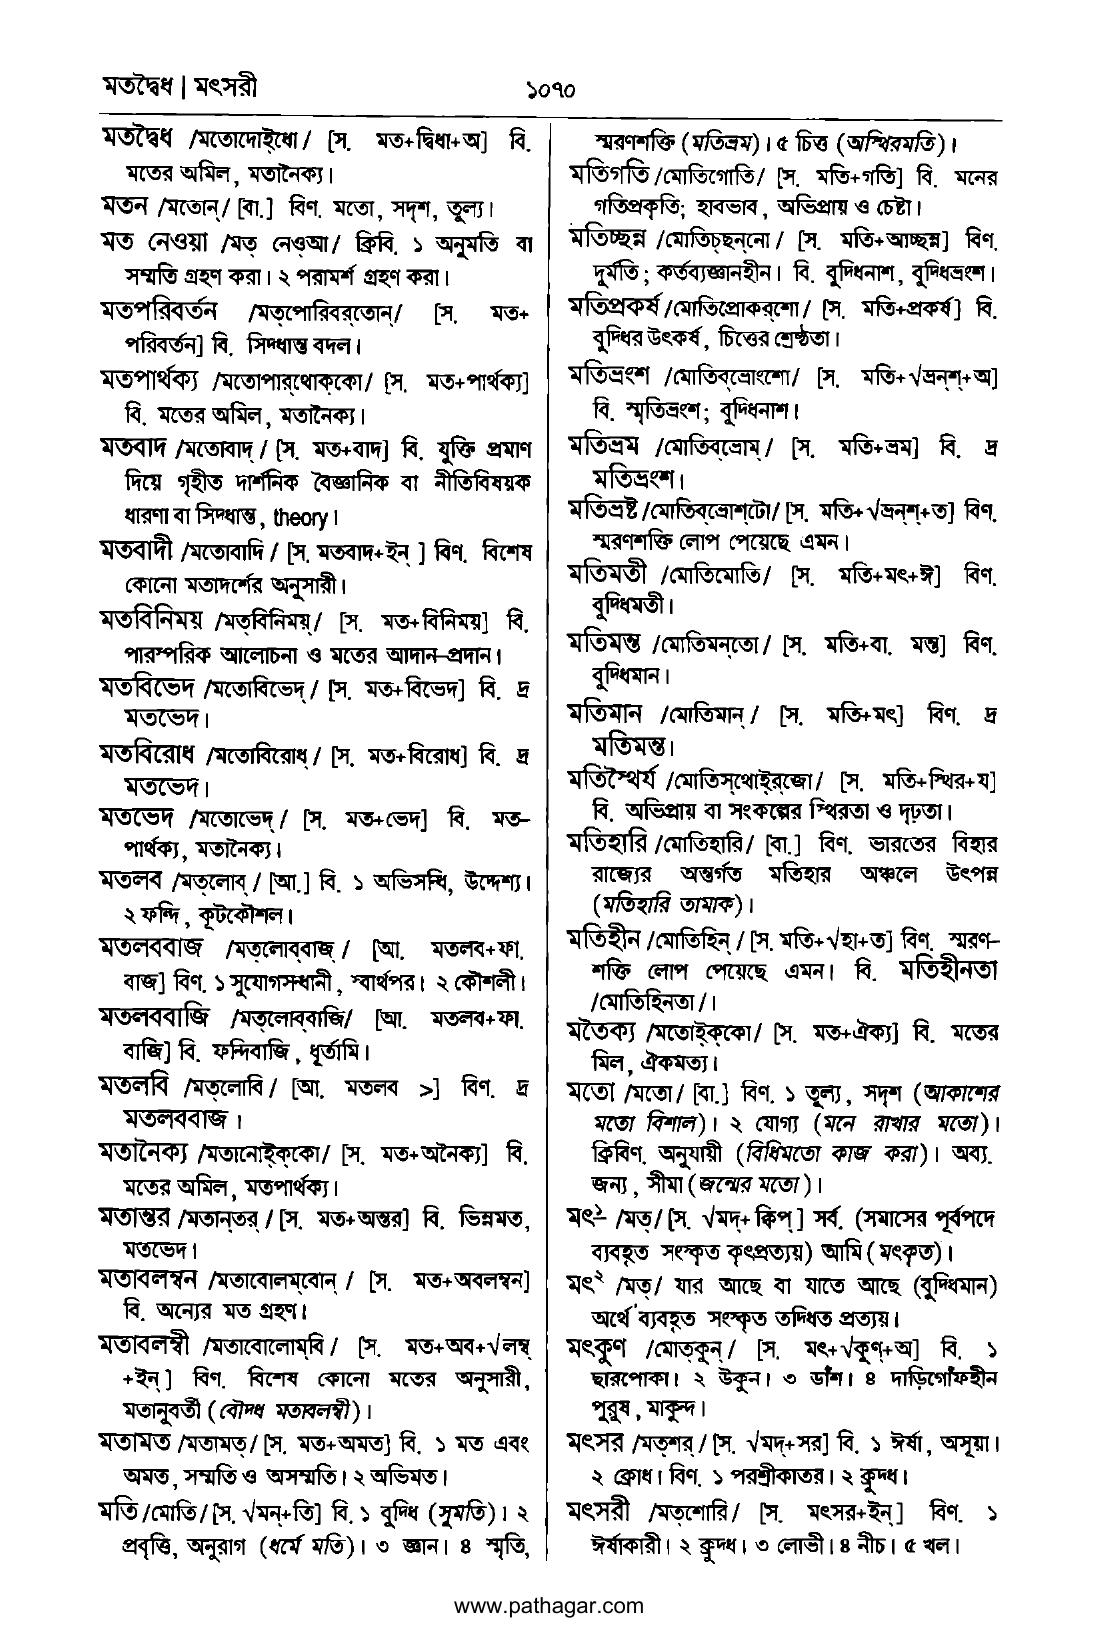 মতদ্বৈধ | মৎসরী
১০৭০
মতদ্বৈধ /মতোদোই্ধো/ [স. মত+দ্বিধা+অ] বি.
মতের অমিল, মতানৈক্য।
মতন /মতোন্/ [বা.] বিণ. মতো, সদৃশ, তুল্য।
মত নেওয়া /মত্ নেও্আ/ ক্রিবি. ১ অনুমতি বা
সম্মতি গ্রহণ করা। ২ পরামর্শ গ্রহণ করা।
মতপরিবর্তন /মত্‌পোরিবর্‌তোন্/ [স. মত+
পরিবর্তন] বি. সিদ্ধান্ত বদল।
মতপার্থক্য /মতোপার্‌থোক্‌কো/ [স. মত+পার্থক্য]
বি. মতের অমিল, মতানৈক্য।
মতবাদ /মতোবাদ্/ [স. মত+বাদ] বি. যুক্তি প্রমাণ
দিয়ে গৃহীত দার্শনিক বৈজ্ঞানিক বা নীতিবিষয়ক
ধারণা বা সিদ্ধান্ত, theory।
মতবাদী /মতোবাদি/ [স. মতবাদ+ইন্ ] বিণ. বিশেষ
কোনো মতাদর্শের অনুসারী।
মতবিনিময় /মত্‌বিনিময়্/ [স. মত+বিনিময়] বি.
পারস্পরিক আলোচনা ও মতের আদান-প্রদান।
মতবিভেদ /মতোবিভেদ্/ [স. মত+বিভেদ] বি. দ্র
মতভেদ।
মতবিরোধ /মতোবিরোধ্/ [স. মত+বিরোধ] বি. দ্র
মতভেদ।
মতভেদ /মতোভেদ্/ [স. মত+ভেদ] বি. মত-
পার্থক্য, মতানৈক্য।
মতলব /মত্‌লোব্/ [আ.] বি. ১ অভিসন্ধি, উদ্দেশ্য।
২ ফন্দি, কূটকৌশল।
মতলববাজ /মত্‌লোব্‌বাজ্/ [আ. মতলব+ফা.
বাজ] বিণ. ১ সুযোগসন্ধানী, স্বার্থপর। ২ কৌশলী।
মতলববাজি /মত্‌লোব্‌বাজি/ [আ. মতলব+ফা.
বাজি] বি. ফন্দিবাজি, ধূর্তামি।
মতলবি /মত্‌লোবি/ [আ. মতলব >] বিণ. দ্র
মতলববাজ।
মতানৈক্য /মতানোই্‌ক্‌কো/ [স. মত+অনৈক্য] বি.
মতের অমিল, মতপার্থক্য।
মতান্তর /মতান্‌তর্/ [স. মত+অন্তর] বি. ভিন্নমত,
মতভেদ।
মতাবলম্বন /মতাবোলম্‌বোন্/ [স. মত+অবলম্বন]
বি. অন্যের মত গ্রহণ।
মতাবলম্বী /মতাবোলোম্‌বি/ [স. মত+অব+√লম্ব্
+ইন্] বিণ. বিশেষ কোনো মতের অনুসারী,
মতানুবর্তী (বৌদ্ধ মতাবলম্বী)।
মতামত /মতামত্/ [স. মত+অমত] বি. ১ মত এবং
অমত, সম্মতি ও অসম্মতি। ২ অভিমত।
মতি /মোতি/ [স. √মন্+তি] বি. ১ বুদ্ধি (সুমতি)। ২
প্রবৃত্তি, অনুরাগ (ধর্মে মতি)। ৩ জ্ঞান। ৪ স্মৃতি,
স্মরণশক্তি (মতিভ্রম)। ৫ চিত্ত (অস্থিরমতি)।
মতিগতি /মোতিগোতি/ [স. মতি+গতি] বি. মনের
গতিপ্রকৃতি; হাবভাব, অভিপ্রায় ও চেষ্টা।
মতিচ্ছন্ন /মোতিচ্‌ছন্‌নো/ [স. মতি+আচ্ছন্ন] বিণ.
দুর্মতি; কর্তব্যজ্ঞানহীন। বি. বুদ্ধিনাশ, বুদ্ধিভ্রংশ।
মতিপ্রকর্ষ /মোতিপ্রোকর্‌শো/ [স. মতি+প্রকর্ষ] বি.
বুদ্ধির উৎকর্ষ, চিত্তের শ্রেষ্ঠতা।
মতিভ্রংশ /মোতিব্‌ভ্রোংশো/ [স. মতি+√ভ্রন্‌শ্+অ]
বি. স্মৃতিভ্রংশ; বুদ্ধিনাশ।
মতিভ্রম /মোতিব্‌ভ্রোম্/ [স. মতি+ভ্রম] বি. দ্র
মতিভ্রংশ।
মতিভ্রষ্ট /মোতিব্‌ভ্রোশ্‌টো/ [স. মতি+√ভ্রন্‌শ্+ত] বিণ.
স্মরণশক্তি লোপ পেয়েছে এমন।
মতিমতী /মোতিমোতি/ [স. মতি+মৎ+ঈ] বিণ.
বুদ্ধিমতী।
মতিমন্ত /মোতিমন্‌তো/ [স. মতি+বা. মন্ত] বিণ.
বুদ্ধিমান।
মতিমান /মোতিমান্/ [স. মতি+মৎ] বিণ. দ্র
মতিমন্ত।
মতিস্থৈর্য /মোতিস্‌থোই্‌র্‌জো/ [স. মতি+স্থির+য]
বি. অভিপ্রায় বা সংকল্পের স্থিরতা ও দৃঢ়তা।
মতিহারি /মোতিহারি/ [বা.] বিণ. ভারতের বিহার
রাজ্যের অন্তর্গত মতিহার অঞ্চলে উৎপন্ন
(মতিহারি তামাক)।
মতিহীন /মোতিহিন্/ [স. মতি+√হা+ত] বিণ. স্মরণ-
শক্তি লোপ পেয়েছে এমন। বি. মতিহীনতা
/মোতিহিনতা/।
মতৈক্য /মতোই্‌ক্‌কো/ [স. মত+ঐক্য] বি. মতের
মিল, ঐকমত্য।
মতো /মতো/ [বা.] বিণ. ১ তুল্য, সদৃশ (আকাশের
মতো বিশাল)। ২ যোগ্য (মনে রাখার মতো)।
ক্রিবিণ. অনুযায়ী (বিধিমতো কাজ করা)। অব্য.
জন্য, সীমা (জন্মের মতো)।
মৎ১- /মত্/ [স. √মদ্+ক্বিপ্] সর্ব. (সমাসের পূর্বপদে
ব্যবহৃত সংস্কৃত কৃৎপ্রত্যয়) আমি (মৎকৃত)।
মৎ২ /মত্/ যার আছে বা যাতে আছে (বুদ্ধিমান)
অর্থে ব্যবহৃত সংস্কৃত তদ্ধিত প্রত্যয়।
মৎকুণ /মোত্‌কুন্/ [স. মৎ+√কুণ্+অ] বি. ১
ছারপোকা। ২ উকুন। ৩ ডাঁশ। ৪ দাড়িগোঁফহীন
পুরুষ, মাকুন্দ।
মৎসর /মত্‌শর্/ [স. √মদ্+সর] বি. ১ ঈর্ষা, অসূয়া।
২ ক্রোধ। বিণ. ১ পরশ্রীকাতর। ২ ক্রুদ্ধ।
মৎসরী /মত্‌শোরি/ [স. মৎসর+ইন্] বিণ. ১
ঈর্ষাকারী। ২ ক্রুদ্ধ। ৩ লোভী। ৪ নীচ। ৫ খল।
www.pathagar.com